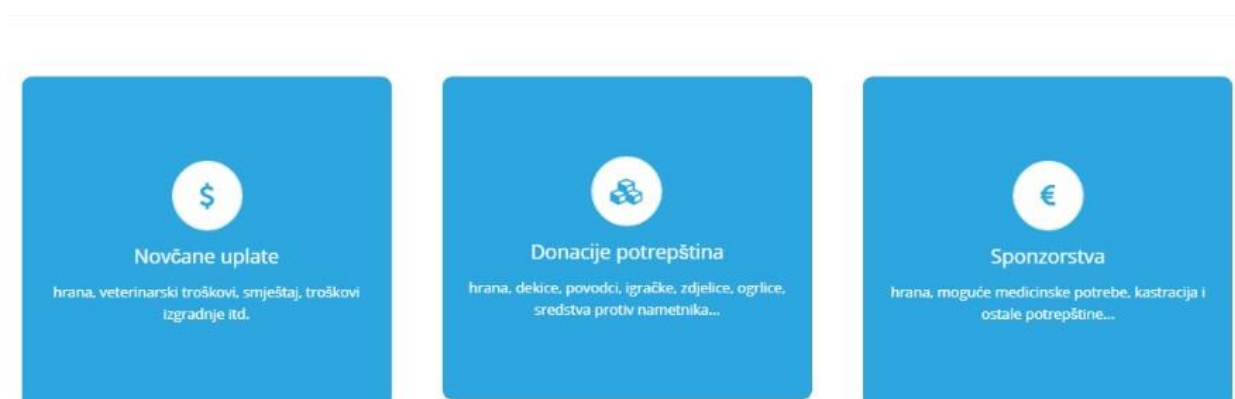 $
Novčane uplate
hrana, veterinarski troškovi, smještaj, troškovi
izgradnje itd.
Donacije potrepština
hrana, dekice, povodci, igračke, zdjelice, ogrlice,
sredstva protiv nametnika...
€
Sponzorstva
hrana, moguće medicinske potrebe, kastracija i
ostale potrepštine...